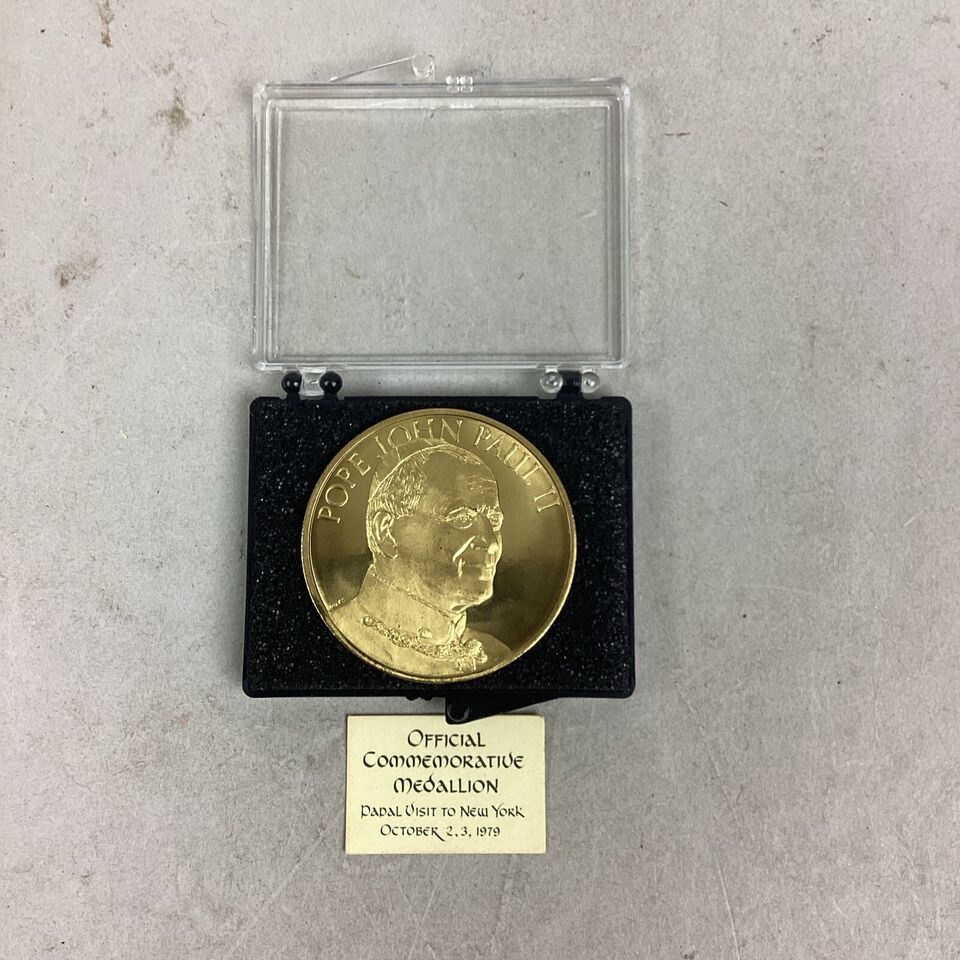 POPE JOHN PAUL II
OFFICIAL
COMMEMORATIVE
MEDALLION
PAPAL VISIT TO NEW YORK
OCTOBER 2, 3, 1979